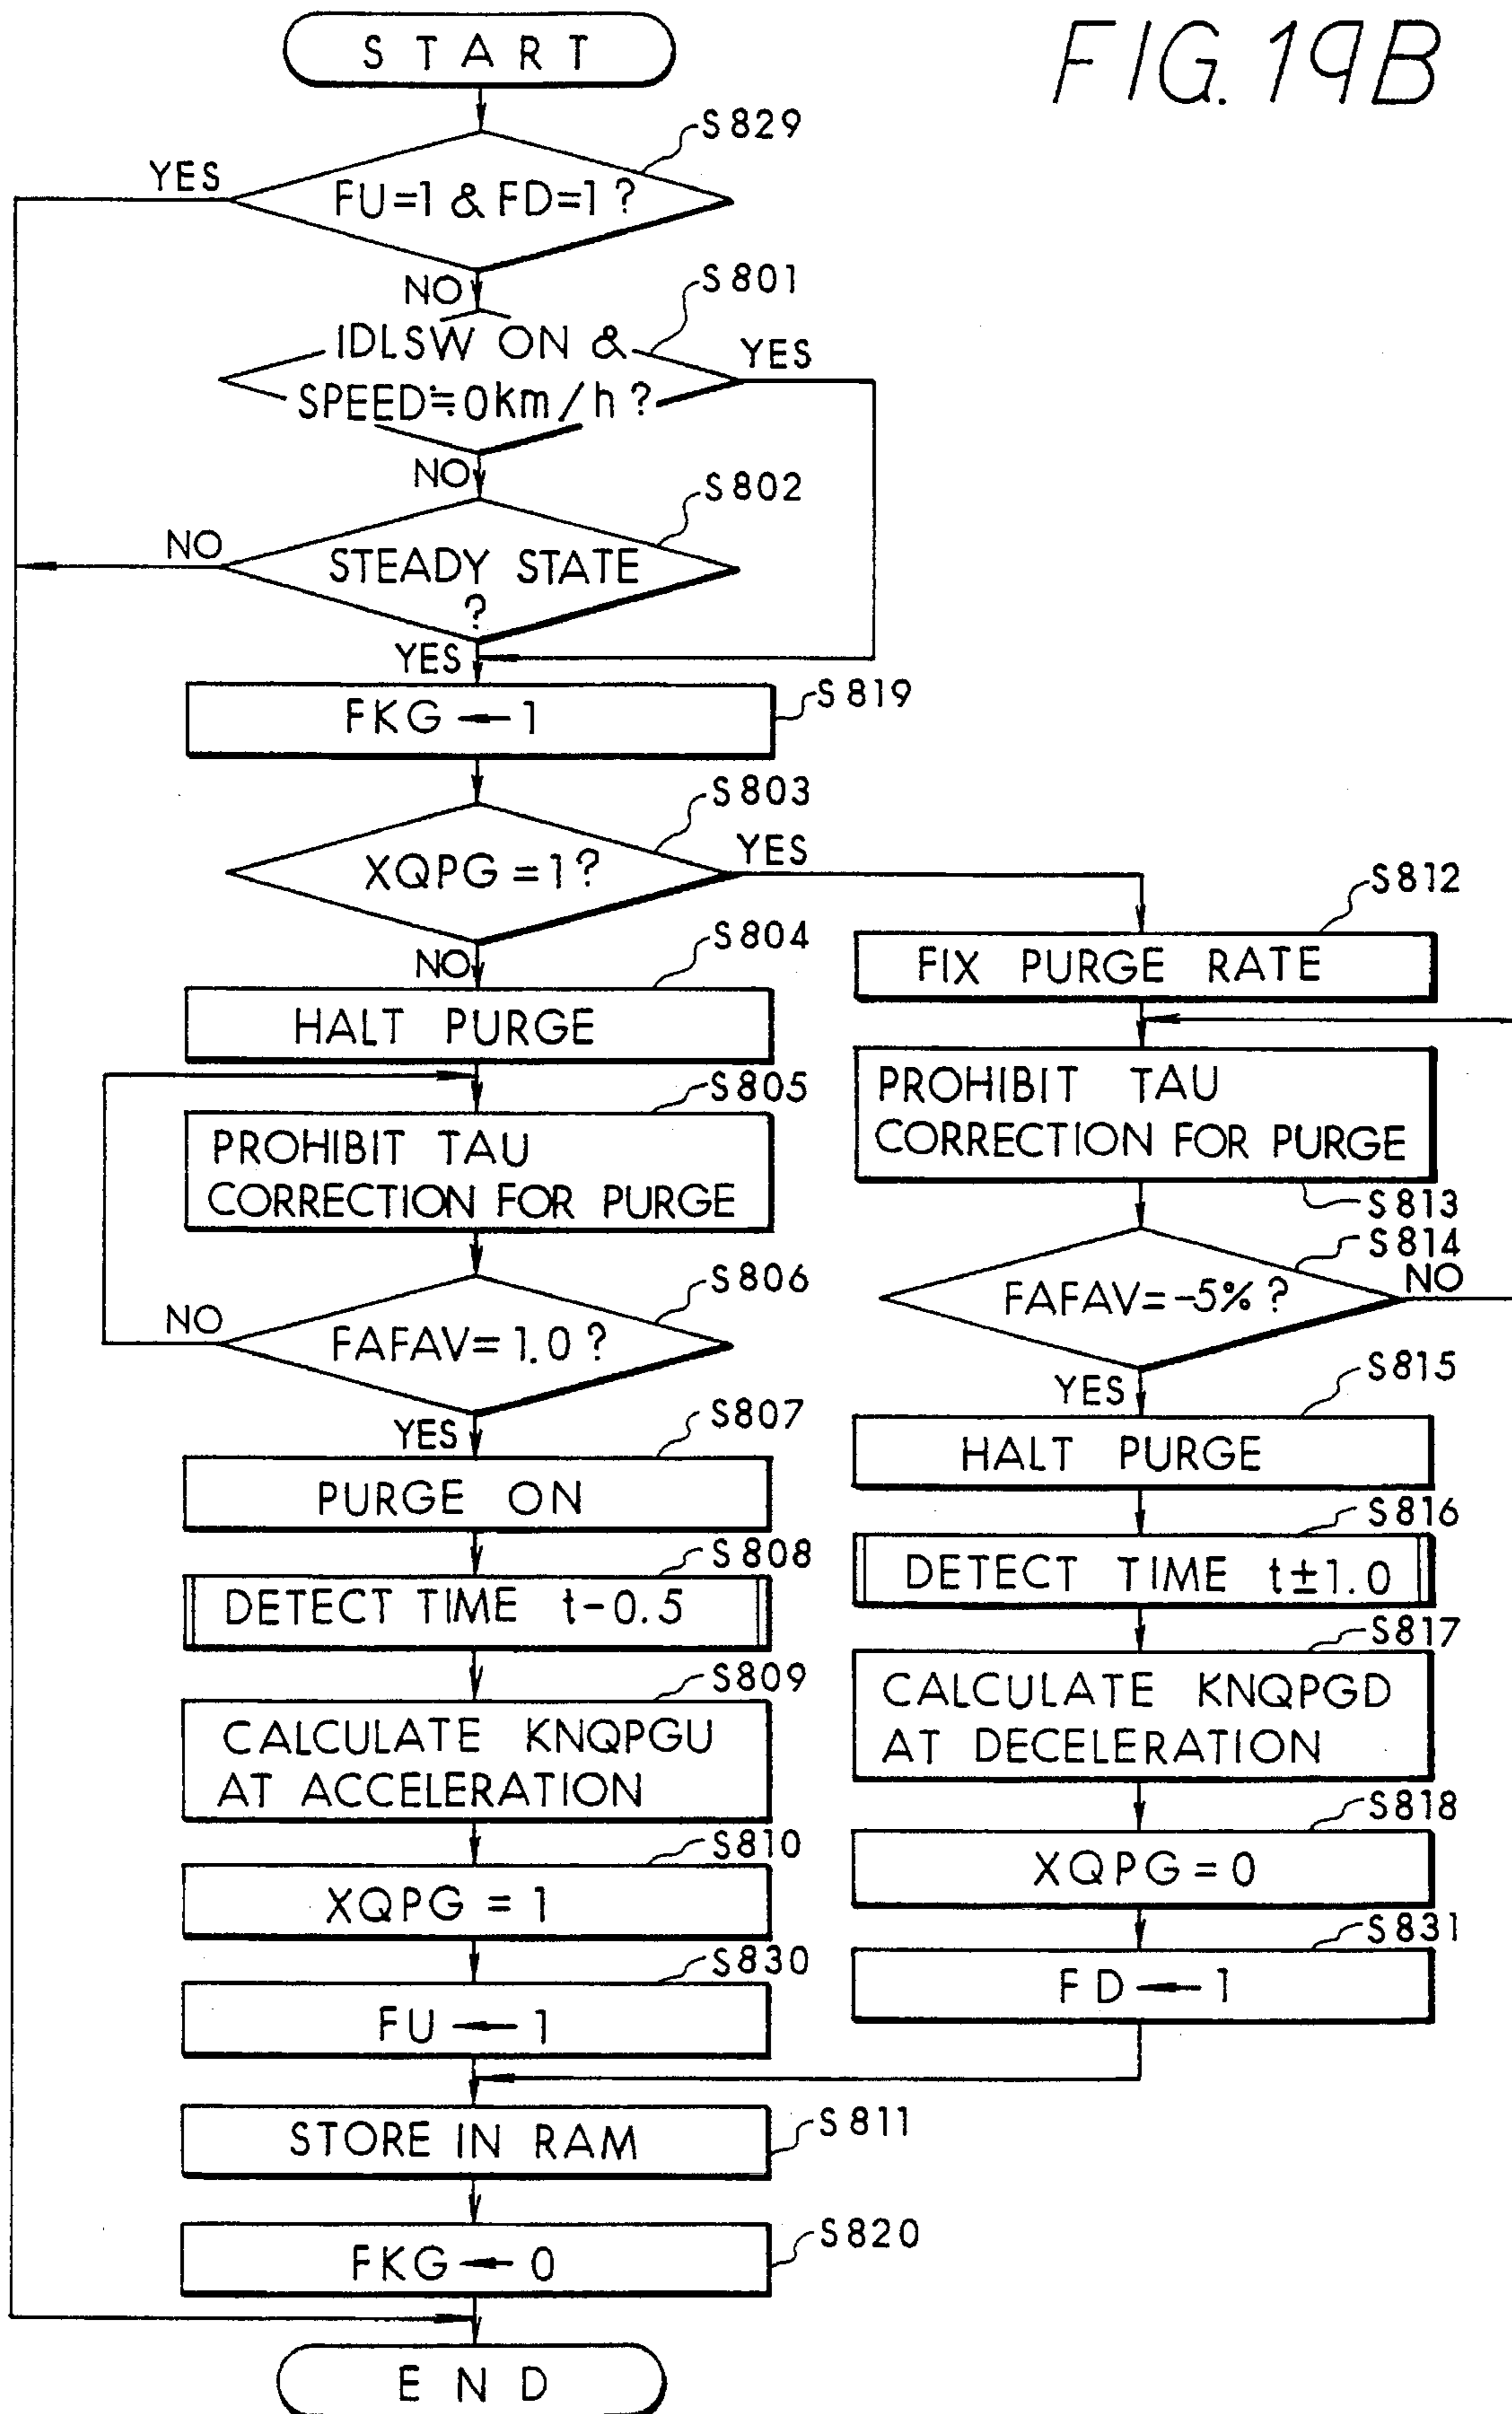 FIG. 19B
START
S829
YES
FU=1 & FD=1 ?
NO
S801
IDLSW ON &
SPEED≒0km/h ?
YES
NO
S802
NO
STEADY STATE
?
YES
FKG ← 1
S819
S803
XQPG = 1 ?
YES
NO
S804
HALT PURGE
S805
PROHIBIT TAU
CORRECTION FOR PURGE
S806
NO
FAFAV = 1.0 ?
YES
S807
PURGE ON
S808
DETECT TIME t-0.5
S809
CALCULATE KNQPGU
AT ACCELERATION
S810
XQPG = 1
S830
FU ← 1
S812
FIX PURGE RATE
PROHIBIT TAU
CORRECTION FOR PURGE
S813
S814
FAFAV = -5% ?
NO
YES
S815
HALT PURGE
S816
DETECT TIME t±1.0
S817
CALCULATE KNQPGD
AT DECELERATION
S818
XQPG = 0
S831
FD ← 1
STORE IN RAM
S811
FKG ← 0
S820
END